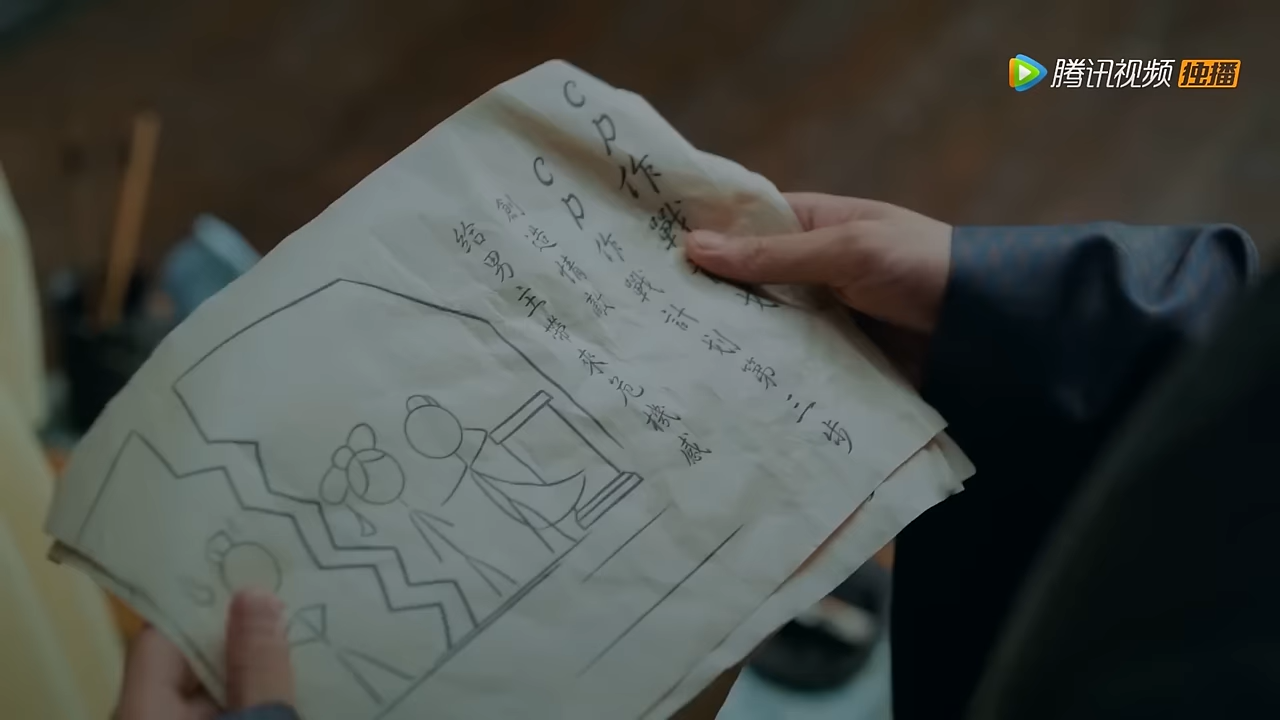 腾讯视频 独播
CP作戰
CP作戰計划第三步
創造情敵
給男主帶來危機感